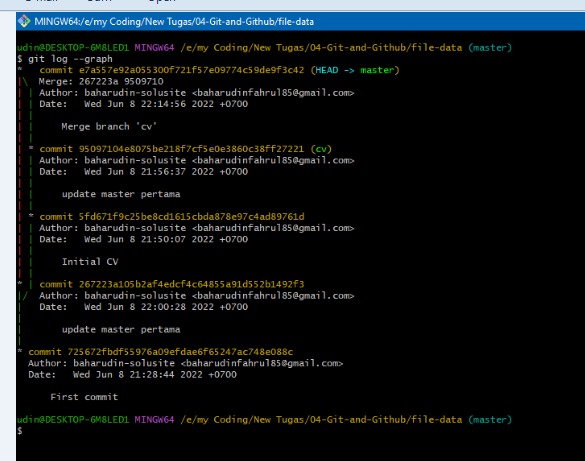 MINGW64:/e/my Coding/New Tugas/04-Git-and-Github/file-data
udin@DESKTOP-6M8LED1 MINGW64 /e/my Coding/New Tugas/04-Git-and-Github/file-data (master)
$ git log --graph
*   commit e7a557e92a055300f721f57e09774c59de9f3c42 (HEAD -> master)
|\  Merge: 267223a 9509710
| | Author: baharudin-solusite <baharudinfahrul85@gmail.com>
| | Date:   Wed Jun 8 22:14:56 2022 +0700
| |
| |     Merge branch 'cv'
| |
| * commit 95097104e8075be218f7cf5e0e3860c38ff27221 (cv)
| | Author: baharudin-solusite <baharudinfahrul85@gmail.com>
| | Date:   Wed Jun 8 21:56:37 2022 +0700
| |
| |     update master pertama
| |
| * commit 5fd671f9c25be8cd1615cbda878e97c4ad89761d
| | Author: baharudin-solusite <baharudinfahrul85@gmail.com>
| | Date:   Wed Jun 8 21:50:07 2022 +0700
| |
| |     Initial CV
| |
* | commit 267223a105b2af4edcf4c64855a91d552b1492f3
|/  Author: baharudin-solusite <baharudinfahrul85@gmail.com>
|   Date:   Wed Jun 8 22:00:28 2022 +0700
|
|       update master pertama
|
* commit 725672fbdf55976a09efdae6f65247ac748e088c
  Author: baharudin-solusite <baharudinfahrul85@gmail.com>
  Date:   Wed Jun 8 21:28:44 2022 +0700

      First commit

udin@DESKTOP-6M8LED1 MINGW64 /e/my Coding/New Tugas/04-Git-and-Github/file-data (master)
$